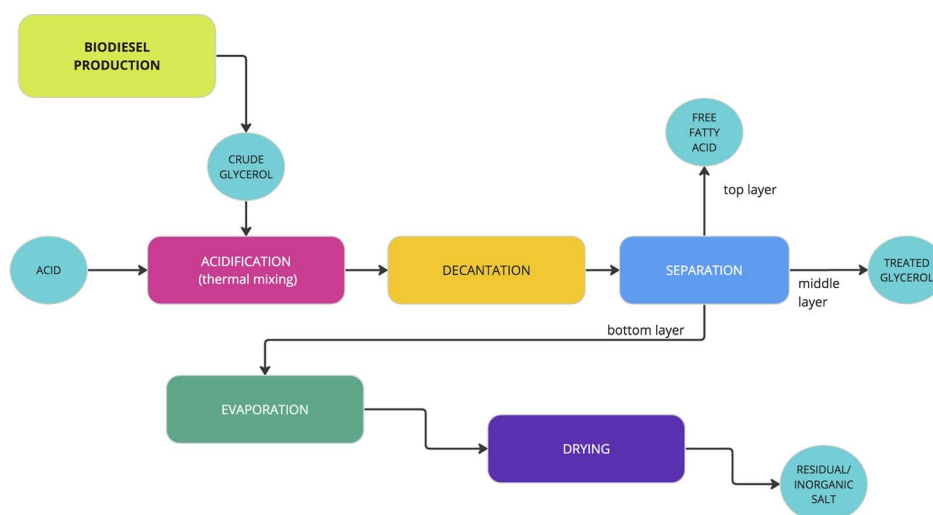 BIODIESEL
PRODUCTION
CRUDE
GLYCEROL
ACID
ACIDIFICATION
(thermal mixing)
DECANTATION
SEPARATION
FREE
FATTY
ACID
top layer
middle
layer
TREATED
GLYCEROL
bottom layer
EVAPORATION
DRYING
RESIDUAL/
INORGANIC
SALT